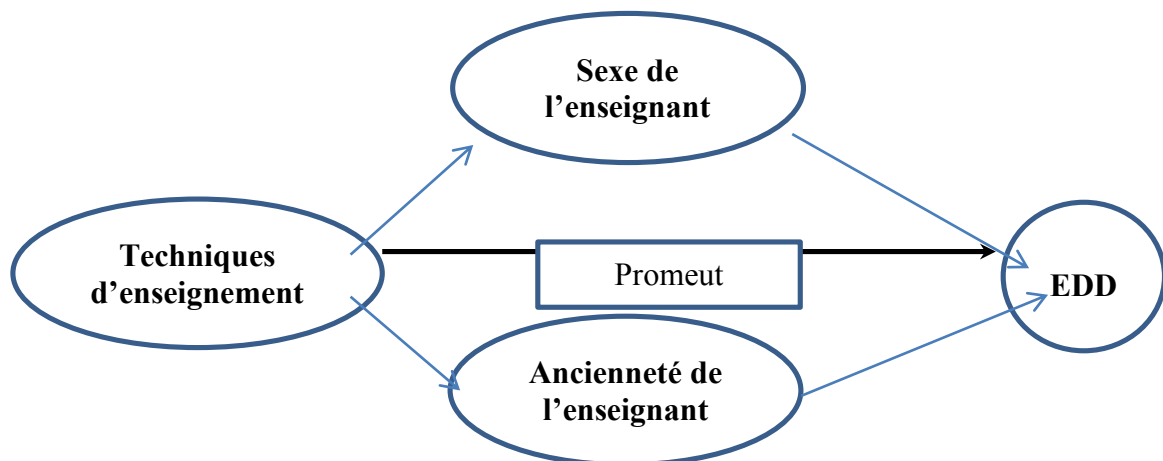 Sexe de
l’enseignant
Techniques
d’enseignement
Promeut
EDD
Ancienneté de
l’enseignant